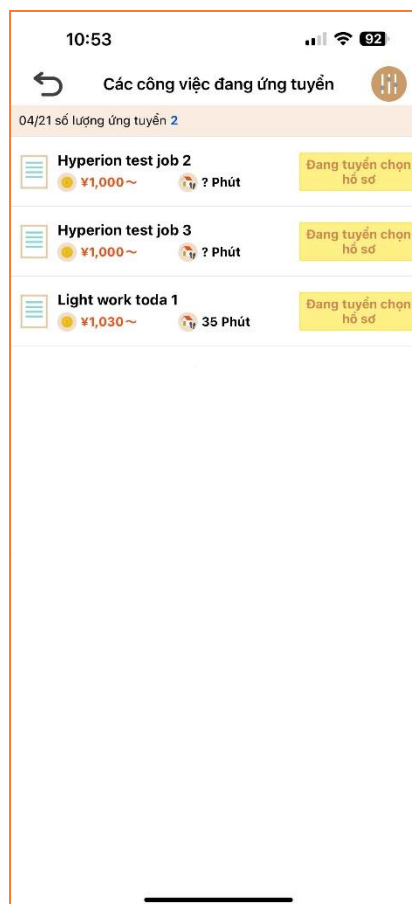 10:53
92
Các công việc đang ứng tuyển
04/21 số lượng ứng tuyển 2
Hyperion test job 2
¥1,000~
? Phút
Đang tuyển chọn
hồ sơ
Hyperion test job 3
¥1,000~
? Phút
Đang tuyển chọn
hồ sơ
Light work toda 1
¥1,030~
35 Phút
Đang tuyển chọn
hồ sơ